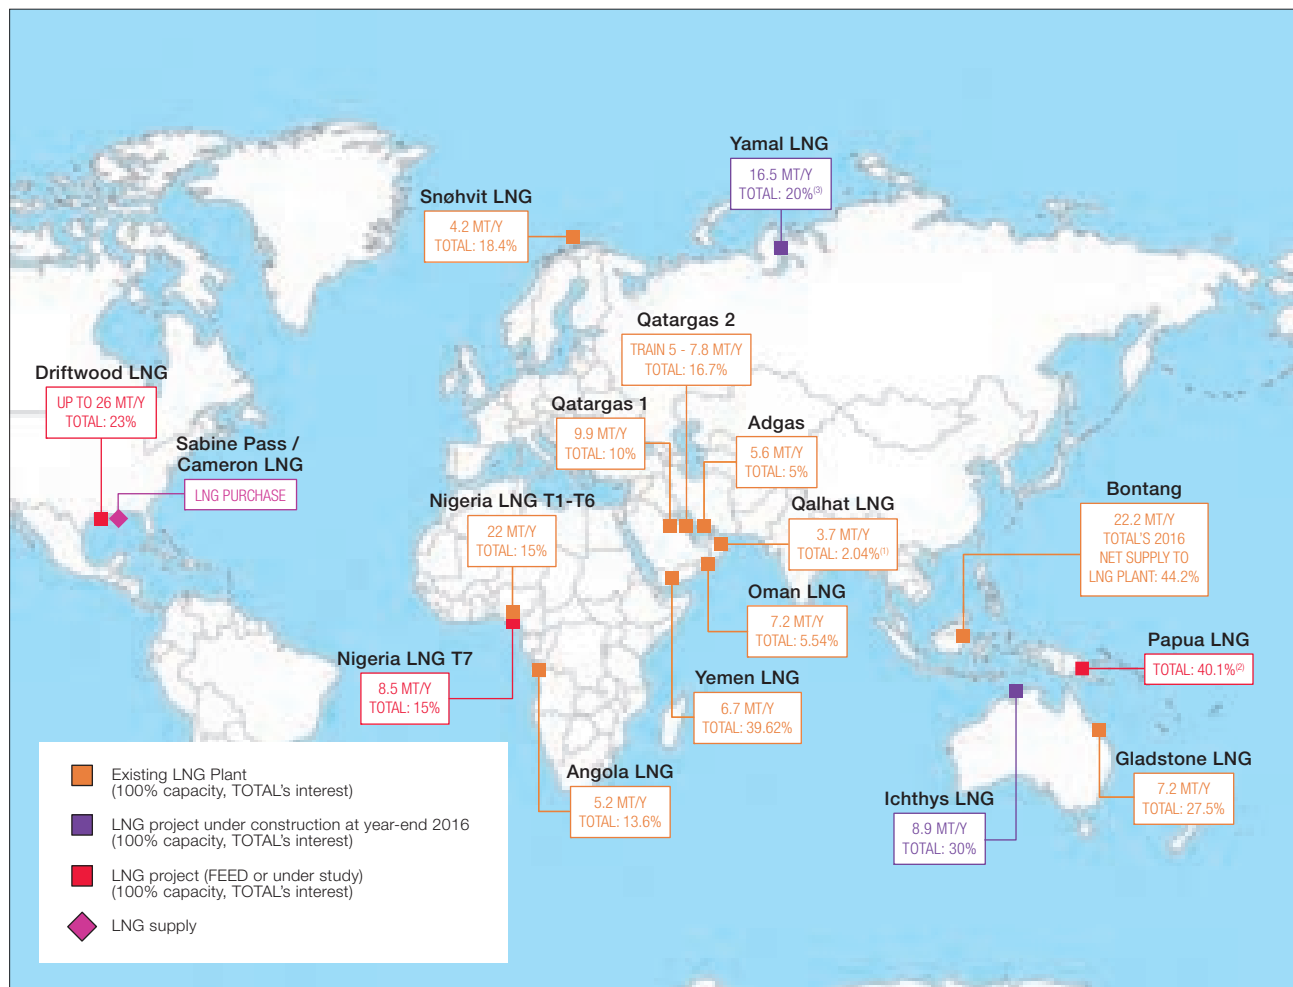 Yamal LNG
16.5 MT/Y
TOTAL: 20%(3)
Snøhvit LNG
4.2 MT/Y
TOTAL: 18.4%
Qatargas 2
TRAIN 5 - 7.8 MT/Y
TOTAL: 16.7%
Driftwood LNG
UP TO 26 MT/Y
TOTAL: 23%
Qatargas 1
9.9 MT/Y
TOTAL: 10%
Adgas
5.6 MT/Y
TOTAL: 5%
Sabine Pass /
Cameron LNG
LNG PURCHASE
Nigeria LNG T1-T6
22 MT/Y
TOTAL: 15%
Qalhat LNG
3.7 MT/Y
TOTAL: 2.04%(1)
Bontang
22.2 MT/Y
TOTAL'S 2016
NET SUPPLY TO
LNG PLANT: 44.2%
Oman LNG
7.2 MT/Y
TOTAL: 5.54%
Papua LNG
TOTAL: 40.1%(2)
Nigeria LNG T7
8.5 MT/Y
TOTAL: 15%
Yemen LNG
6.7 MT/Y
TOTAL: 39.62%
Angola LNG
5.2 MT/Y
TOTAL: 13.6%
Gladstone LNG
7.2 MT/Y
TOTAL: 27.5%
Ichthys LNG
8.9 MT/Y
TOTAL: 30%
Existing LNG Plant
(100% capacity, TOTAL's interest)
LNG project under construction at year-end 2016
(100% capacity, TOTAL's interest)
LNG project (FEED or under study)
(100% capacity, TOTAL's interest)
LNG supply